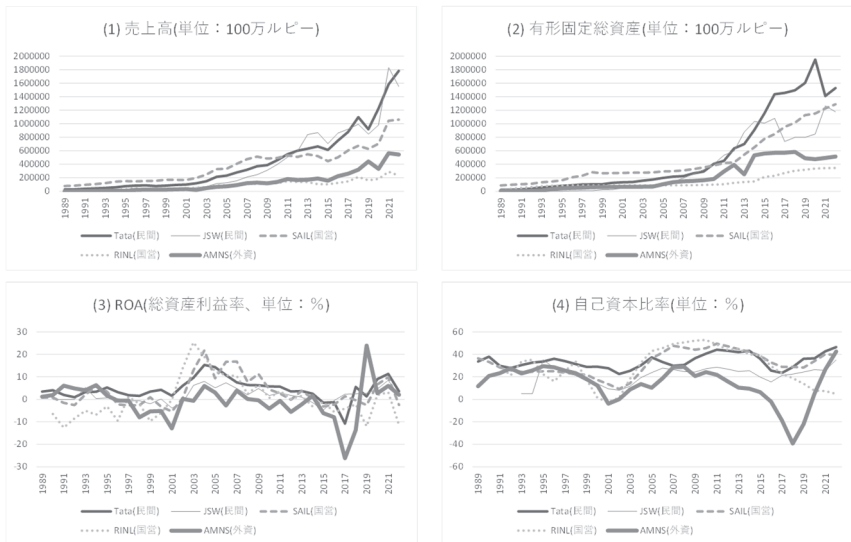 (1) 売上高(単位：100万ルピー)
2000000
1800000
1600000
1400000
1200000
1000000
800000
600000
400000
200000
0
1989 1991 1993 1995 1997 1999 2001 2003 2005 2007 2009 2011 2013 2015 2017 2019 2021
Tata(民間) JSW(民間) SAIL(国営)
RINL(国営) AMNS(外資)
(2) 有形固定総資産(単位：100万ルピー)
2000000
1800000
1600000
1400000
1200000
1000000
800000
600000
400000
200000
0
1989 1991 1993 1995 1997 1999 2001 2003 2005 2007 2009 2011 2013 2015 2017 2019 2021
Tata(民間) JSW(民間) SAIL(国営)
RINL(国営) AMNS(外資)
(3) ROA(総資産利益率、単位：％)
30
20
10
0
-10
-20
-30
1989 1991 1993 1995 1997 1999 2001 2003 2005 2007 2009 2011 2013 2015 2017 2019 2021
Tata(民間) JSW(民間) SAIL(国営)
RINL(国営) AMNS(外資)
(4) 自己資本比率(単位：％)
60
40
20
0
-20
-40
-60
1989 1991 1993 1995 1997 1999 2001 2003 2005 2007 2009 2011 2013 2015 2017 2019 2021
Tata(民間) JSW(民間) SAIL(国営)
RINL(国営) AMNS(外資)